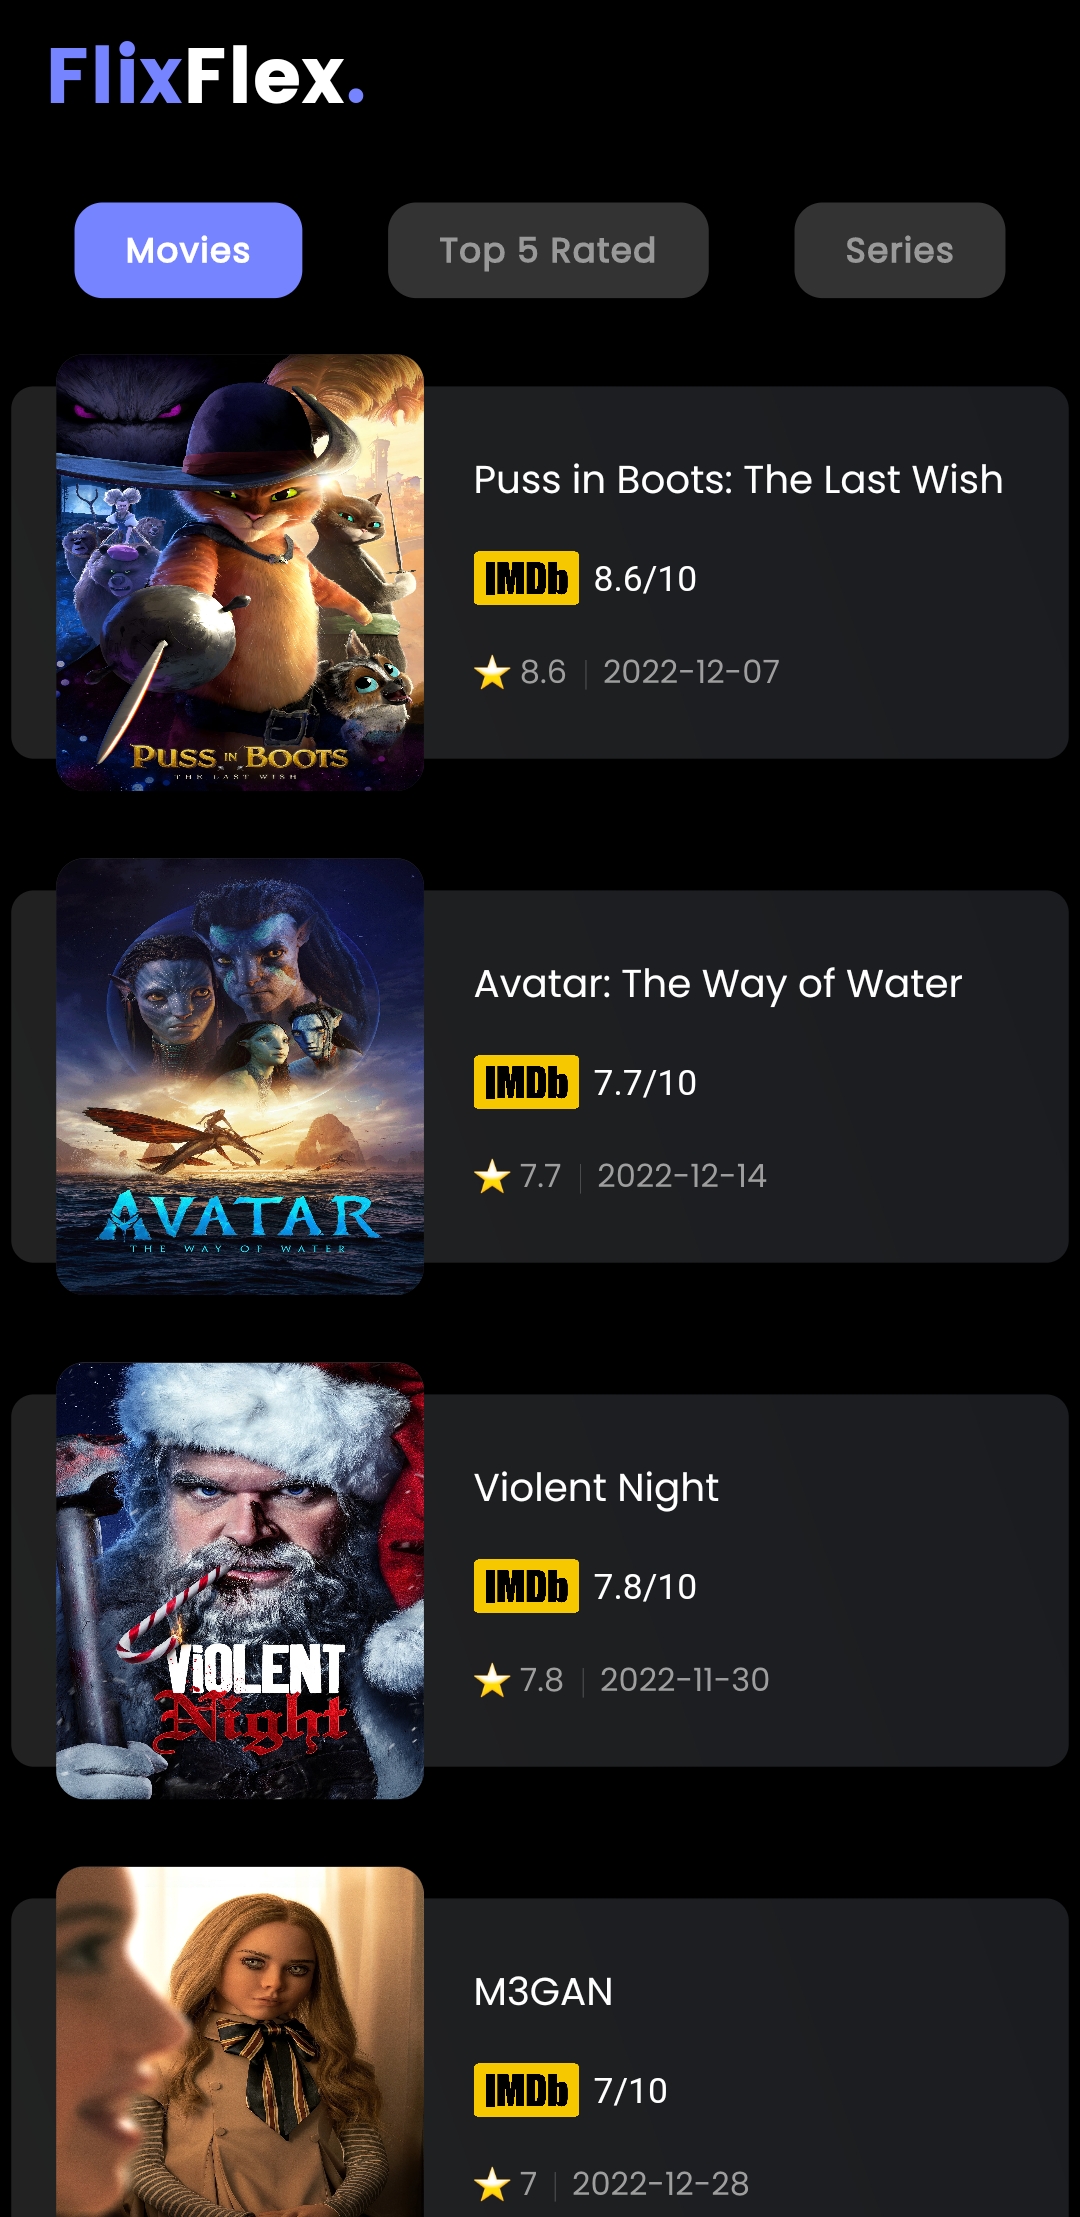 FlixFlex.
Movies
Top 5 Rated
Series
Puss in Boots: The Last Wish
IMDb 8.6/10
8.6 | 2022-12-07
PUSS IN BOOTS
THE LAST WISH
Avatar: The Way of Water
IMDb 7.7/10
7.7 | 2022-12-14
AVATAR
THE WAY OF WATER
Violent Night
IMDb 7.8/10
7.8 | 2022-11-30
ViOLENT
Night
M3GAN
IMDb 7/10
7 | 2022-12-28